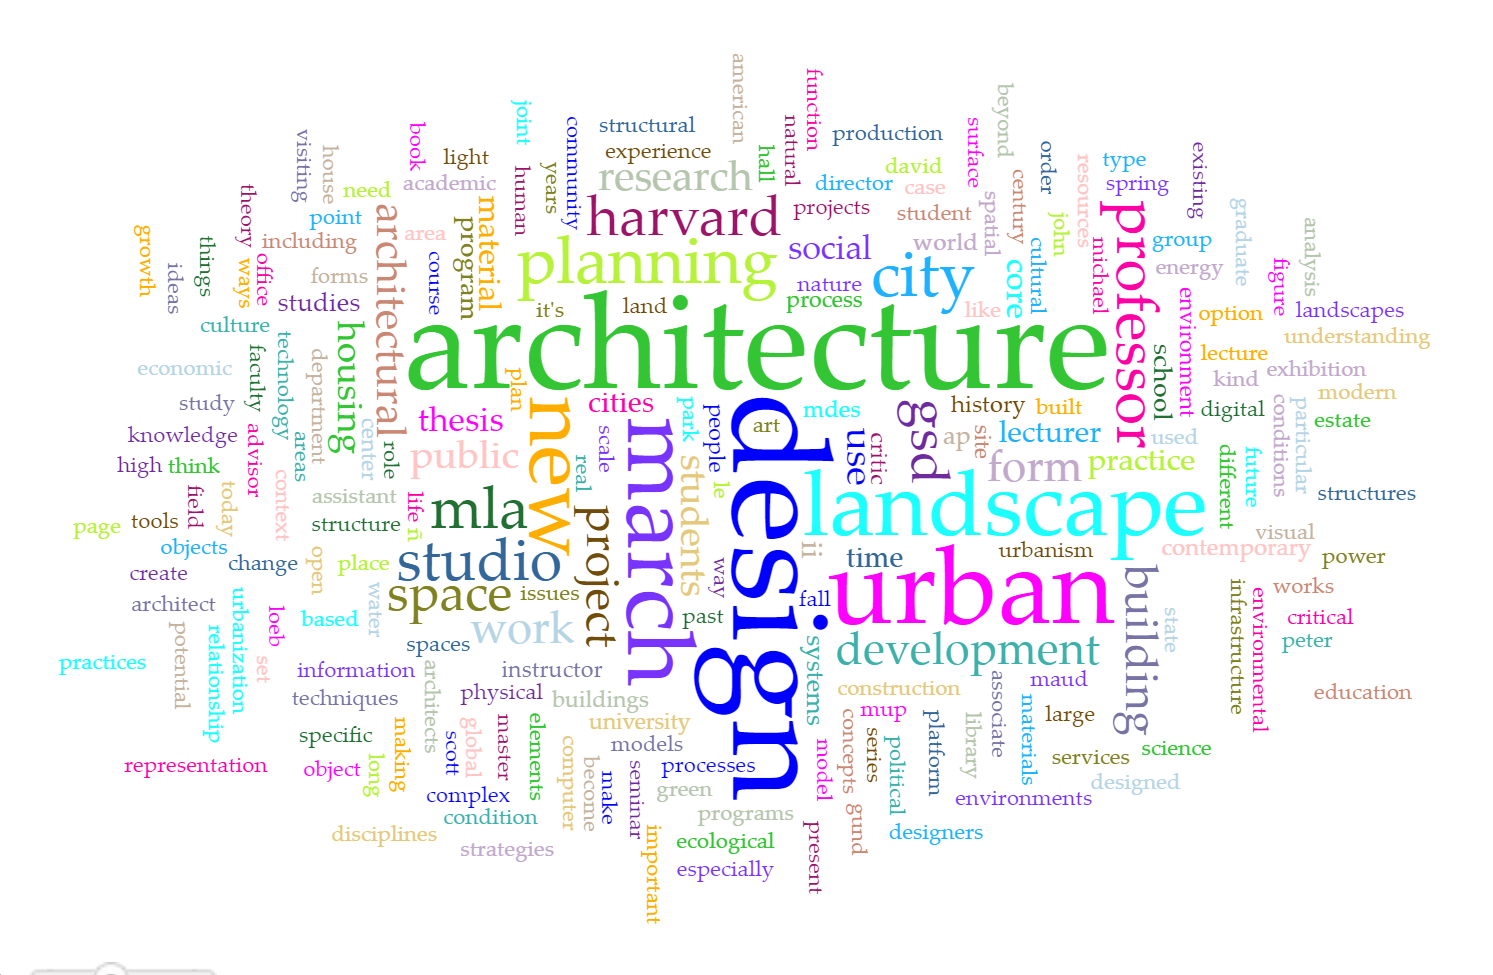 american
function
beyond
joint
natural
community
structural
production
surface
order
book
visiting
house
light
experience
hall
david
resources
type
existing
academic
human
years
research
director
case
spatial
century
spring
need
theory
point
architectural
area
program
material
harvard
projects
student
john
professor
graduate
growth
things
including
social
world
cultural
michael
group
analysis
ideas
ways
office
forms
course
planning
nature
city
core
energy
figure
studies
it's
land
process
like
environment
option
landscapes
culture
technology
housing
architecture
school
lecture
understanding
economic
faculty
department
kind
exhibition
study
plan
new
cities
park
people
design
art
mdes
use
gsd
history
built
digital
conditions
particular
modern
estate
knowledge
advisor
areas
center
role
thesis
march
scale
critic
ap
site
lecturer
used
high
think
public
real
students
le
form
practice
different
future
field
today
context
assistant
life
ñ
mla
landscape
structures
page
tools
structure
project
way
ii
time
urbanism
visual
objects
change
open
place
studio
urban
building
contemporary
power
create
space
issues
fall
infrastructure
environmental
works
architect
urbanization
loeb
based
water
work
past
state
critical
peter
potential
relationship
spaces
systems
development
practices
set
information
architects
instructor
associate
maud
education
techniques
physical
buildings
construction
materials
specific
making
global
master
elements
university
concepts
mup
platform
library
large
long
scott
computer
models
model
series
political
services
science
representation
object
become
make
seminar
processes
designed
complex
green
environments
condition
programs
gund
disciplines
important
ecological
present
designers
strategies
especially